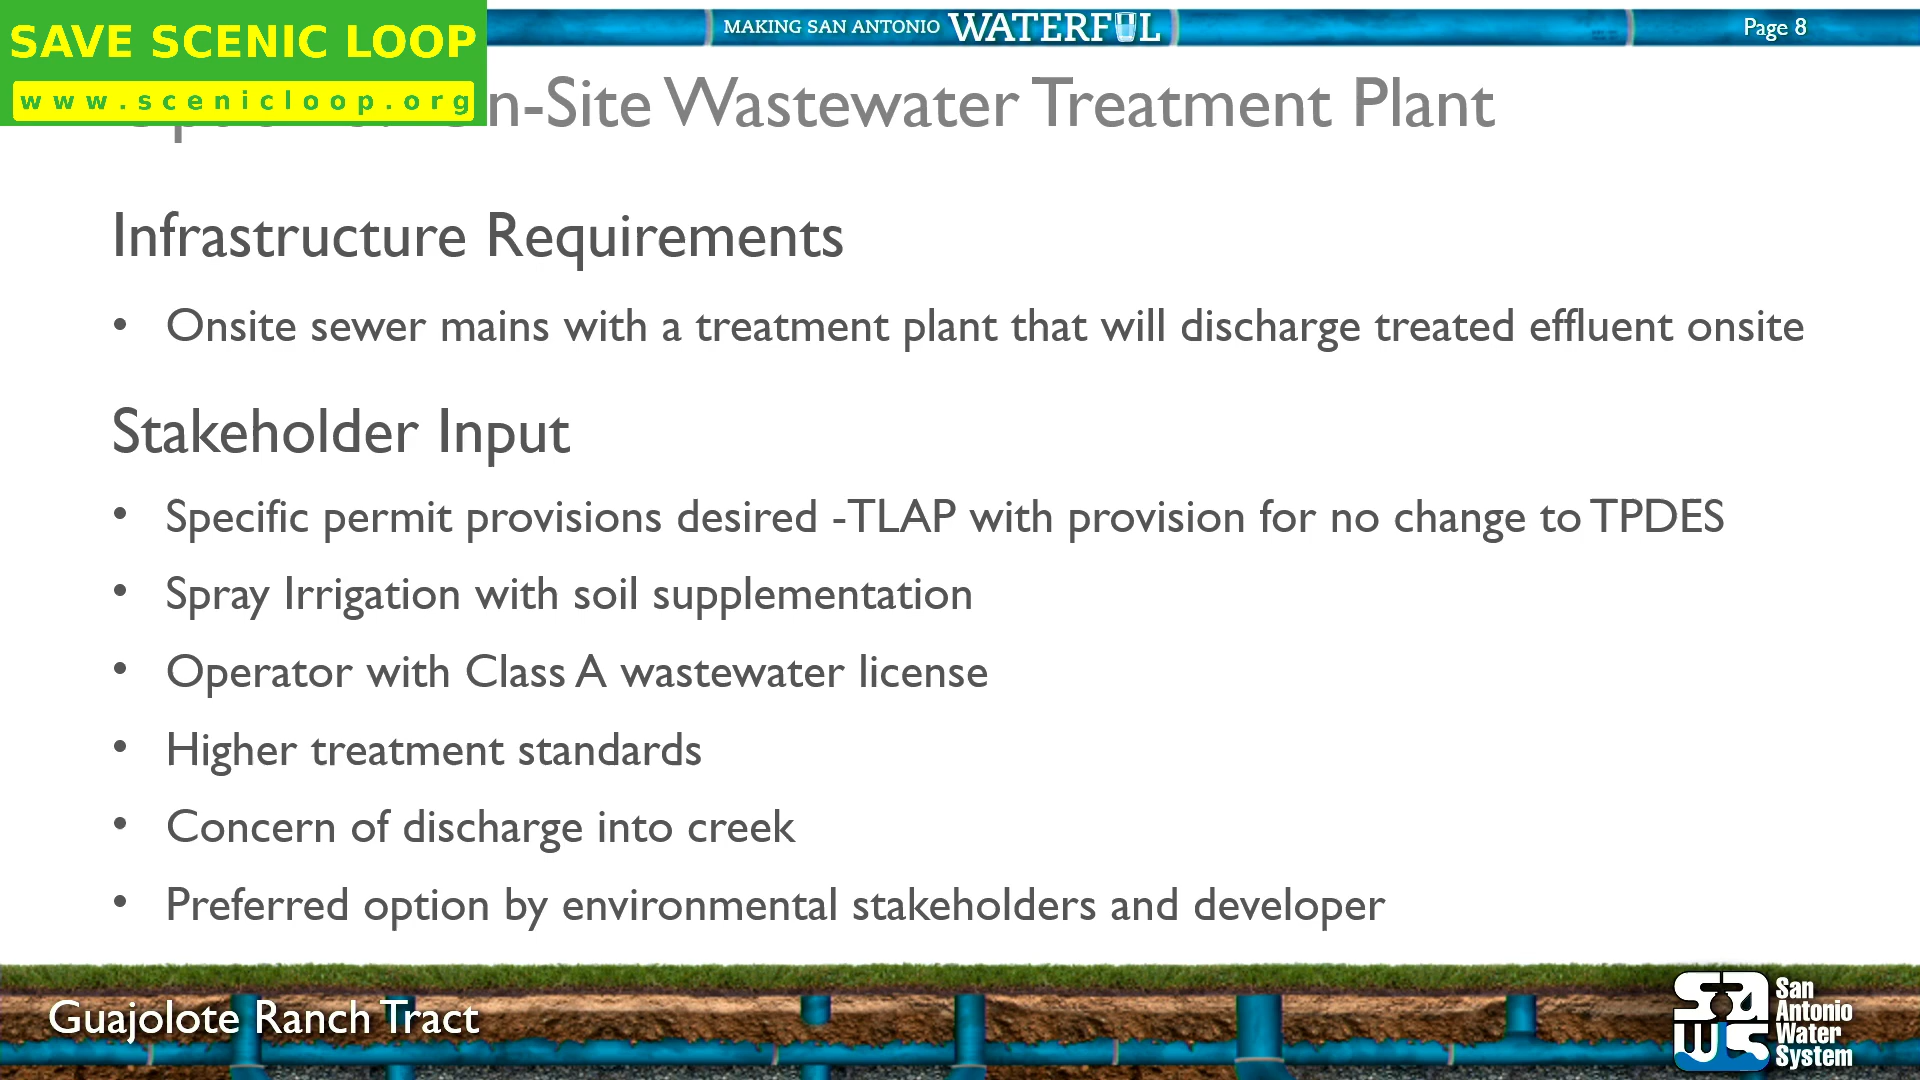 SAVE SCENIC LOOP
www.scenicloop.org
MAKING SAN ANTONIO WATERFUL
Page 8
n-Site Wastewater Treatment Plant
Infrastructure Requirements
• Onsite sewer mains with a treatment plant that will discharge treated effluent onsite
Stakeholder Input
• Specific permit provisions desired -TLAP with provision for no change to TPDES
• Spray Irrigation with soil supplementation
• Operator with Class A wastewater license
• Higher treatment standards
• Concern of discharge into creek
• Preferred option by environmental stakeholders and developer
Guajolote Ranch Tract
saws
San
Antonio
Water
System